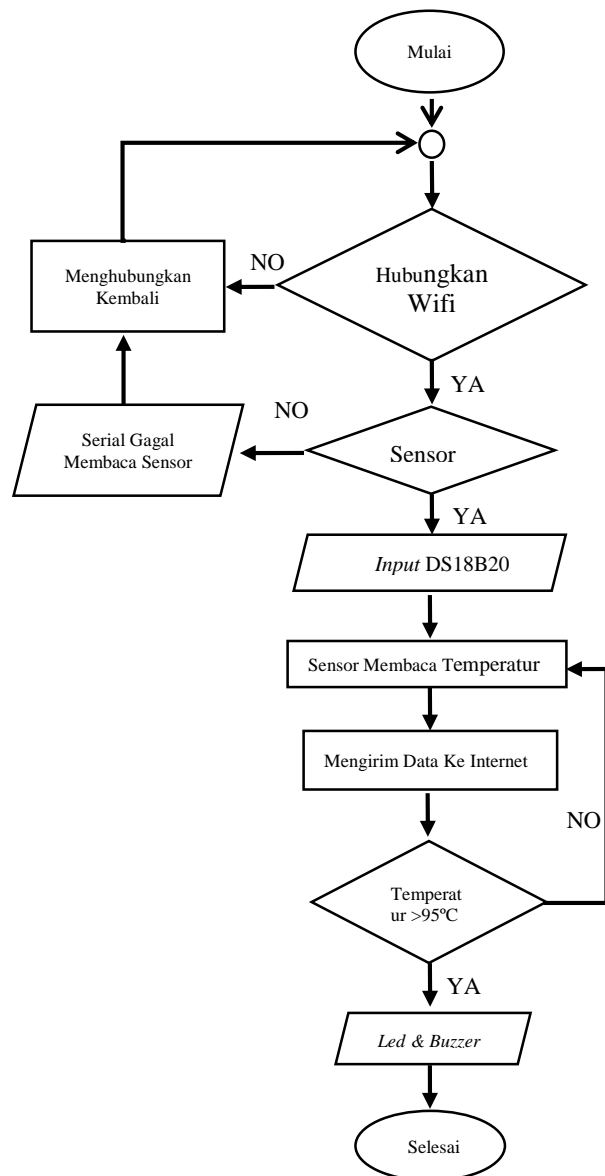 Mulai
NO
Menghubungkan
Kembali
Hubungkan
Wifi
YA
NO
Serial Gagal
Membaca Sensor
Sensor
YA
Input DS18B20
Sensor Membaca Temperatur
Mengirim Data Ke Internet
NO
Temperat
ur >95ºC
YA
Led & Buzzer
Selesai